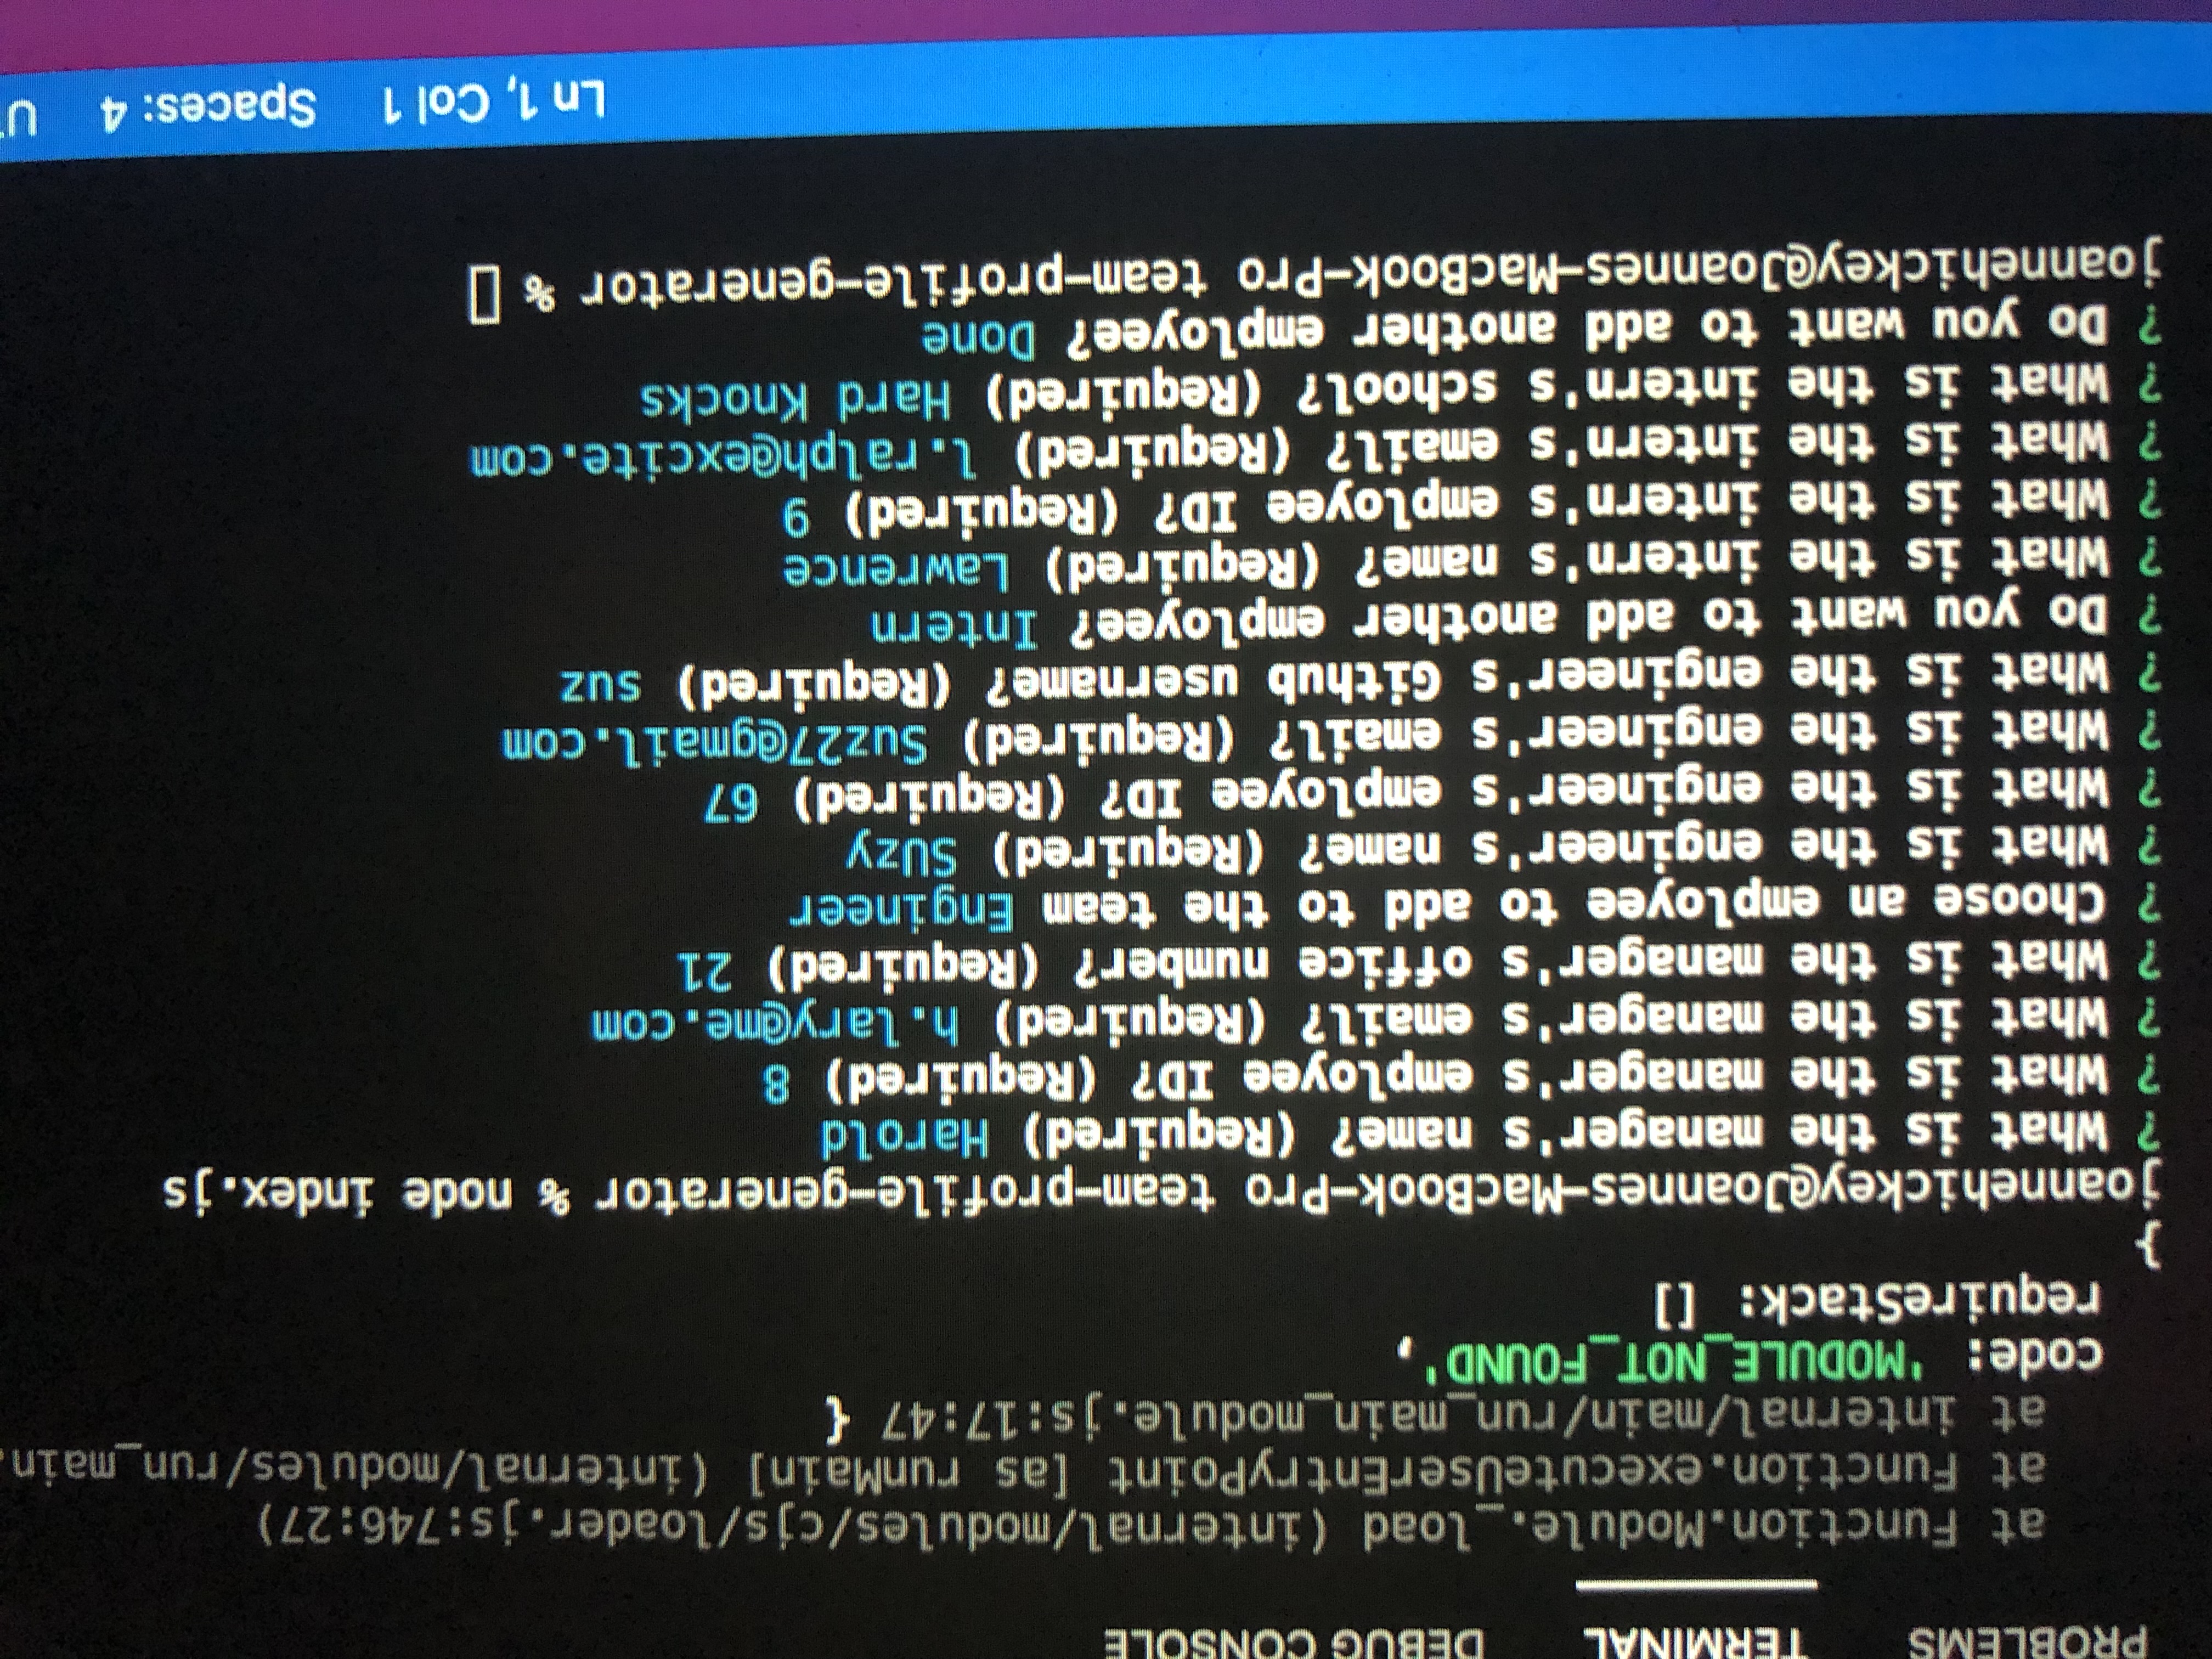 PROBLEMS TERMINAL DEBUG CONSOLE
at Function.Module._load (internal/modules/cjs/loader.js:746:27)
at Function.executeUserEntryPoint [as runMain] (internal/modules/run_main.
at internal/main/run_main_module.js:17:47 {
code: 'MODULE_NOT_FOUND',
requireStack: []
}
joannehickey@Joannes-MacBook-Pro team-profile-generator % node index.js
? What is the manager's name? (Required) Harold
? What is the manager's employee ID? (Required) 8
? What is the manager's email? (Required) h.lary@me.com
? What is the manager's office number? (Required) 21
? Choose an employee to add to the team Engineer
? What is the engineer's name? (Required) SUzy
? What is the engineer's employee ID? (Required) 67
? What is the engineer's email? (Required) Suz27@gmail.com
? What is the engineer's Github username? (Required) suz
? Do you want to add another employee? Intern
? What is the intern's name? (Required) Lawrence
? What is the intern's employee ID? (Required) 9
? What is the intern's email? (Required) l.ralph@excite.com
? What is the intern's school? (Required) Hard Knocks
? Do you want to add another employee? Done
joannehickey@Joannes-MacBook-Pro team-profile-generator %
Ln 1, Col 1 Spaces: 4